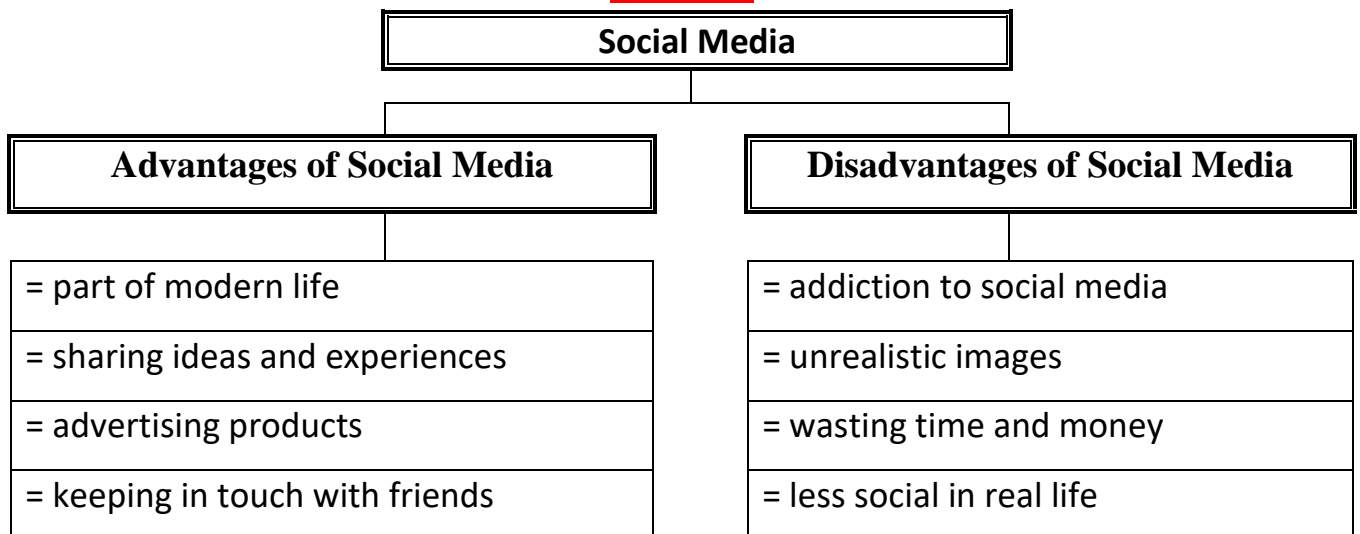 Social Media
Advantages of Social Media
= part of modern life
= sharing ideas and experiences
= advertising products
= keeping in touch with friends
Disadvantages of Social Media
= addiction to social media
= unrealistic images
= wasting time and money
= less social in real life